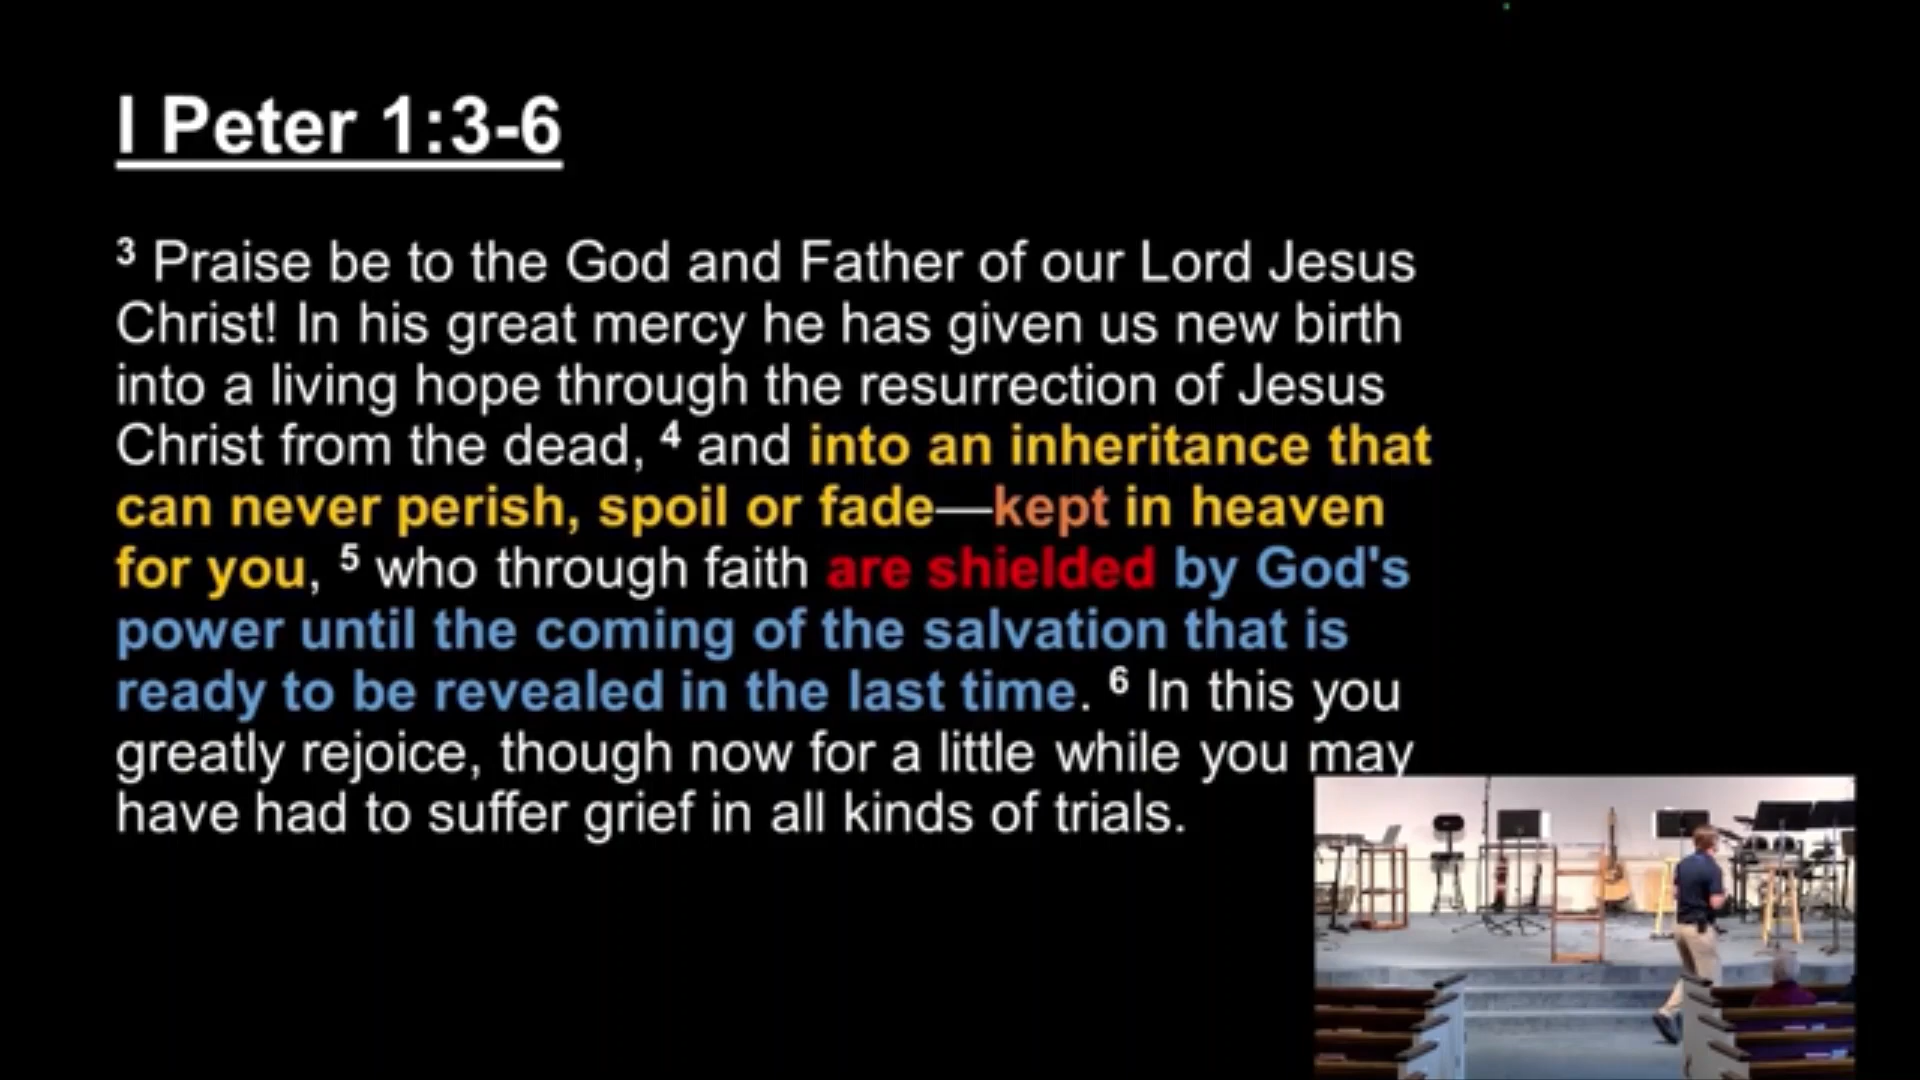 I Peter 1:3-6
3 Praise be to the God and Father of our Lord Jesus
Christ! In his great mercy he has given us new birth
into a living hope through the resurrection of Jesus
Christ from the dead, 4 and into an inheritance that
can never perish, spoil or fade—kept in heaven
for you, 5 who through faith are shielded by God's
power until the coming of the salvation that is
ready to be revealed in the last time. 6 In this you
greatly rejoice, though now for a little while you may
have had to suffer grief in all kinds of trials.